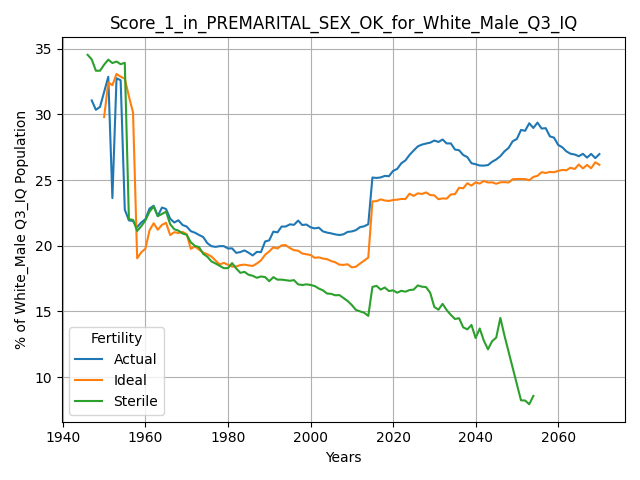 Score_1_in_PREMARITAL_SEX_OK_for_White_Male_Q3_IQ
% of White_Male Q3_IQ Population
35
30
25
20
15
10
Fertility
Actual
Ideal
Sterile
1940 1960 1980 2000 2020 2040 2060
Years